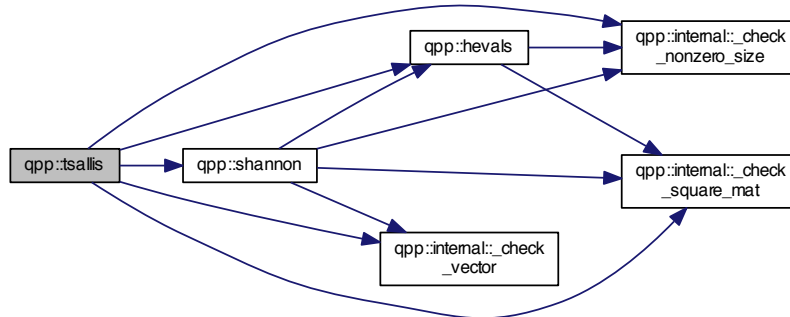 qpp::tsallis
qpp::shannon
qpp::hevals
qpp::internal::_check
_vector
qpp::internal::_check
_nonzero_size
qpp::internal::_check
_square_mat